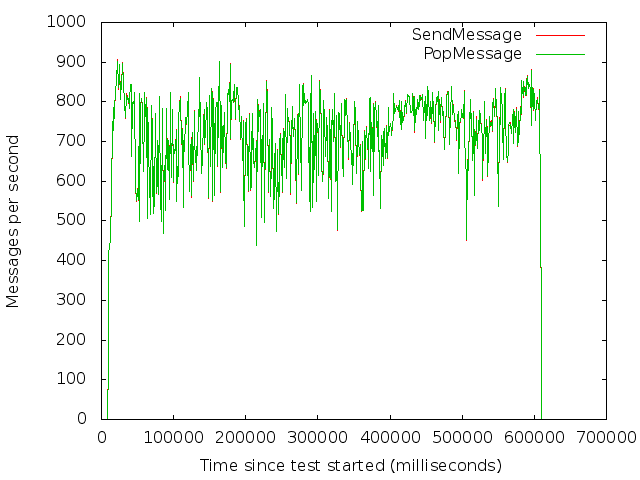 1000
900
800
700
600
500
400
300
200
100
0
SendMessage
PopMessage
Messages per second
0 100000 200000 300000 400000 500000 600000 700000
Time since test started (milliseconds)